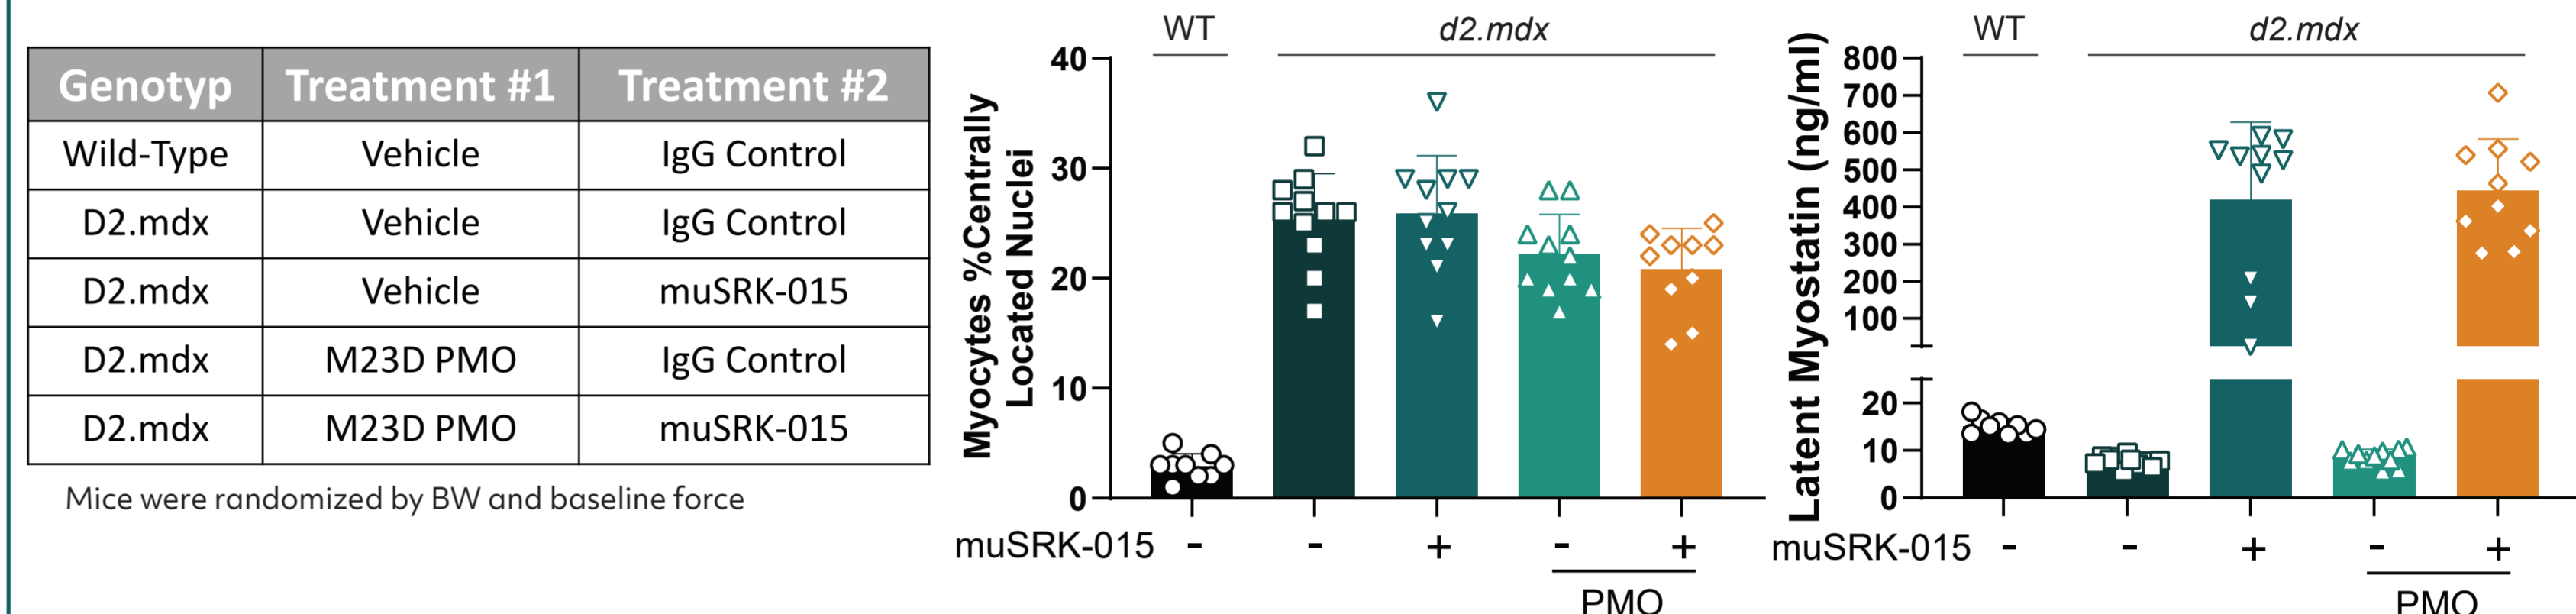 Genotyp Treatment #1 Treatment #2
Wild-Type Vehicle IgG Control
D2.mdx Vehicle IgG Control
D2.mdx Vehicle muSRK-015
D2.mdx M23D PMO IgG Control
D2.mdx M23D PMO muSRK-015
Mice were randomized by BW and baseline force
WT d2.mdx
Myocytes %Centrally
Located Nuclei
40
30
20
10
0
muSRK-015 - - + - +
PMO
WT d2.mdx
Latent Myostatin (ng/ml)
800
700
600
500
400
300
200
100
20
10
0
muSRK-015 - - + - +
PMO